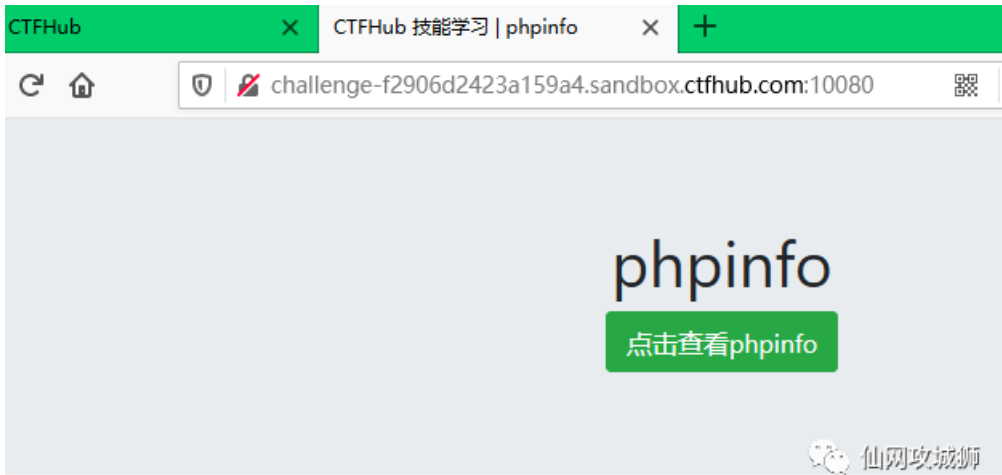 CTFHub
CTFHub 技能学习 | phpinfo
challenge-f2906d2423a159a4.sandbox.ctfhub.com:10080
phpinfo
点击查看phpinfo
仙网攻城狮